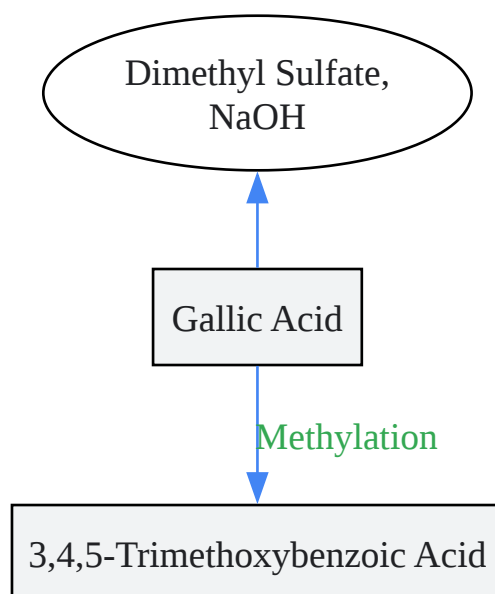 Dimethyl Sulfate,
NaOH
Gallic Acid
Methylation
3,4,5-Trimethoxybenzoic Acid